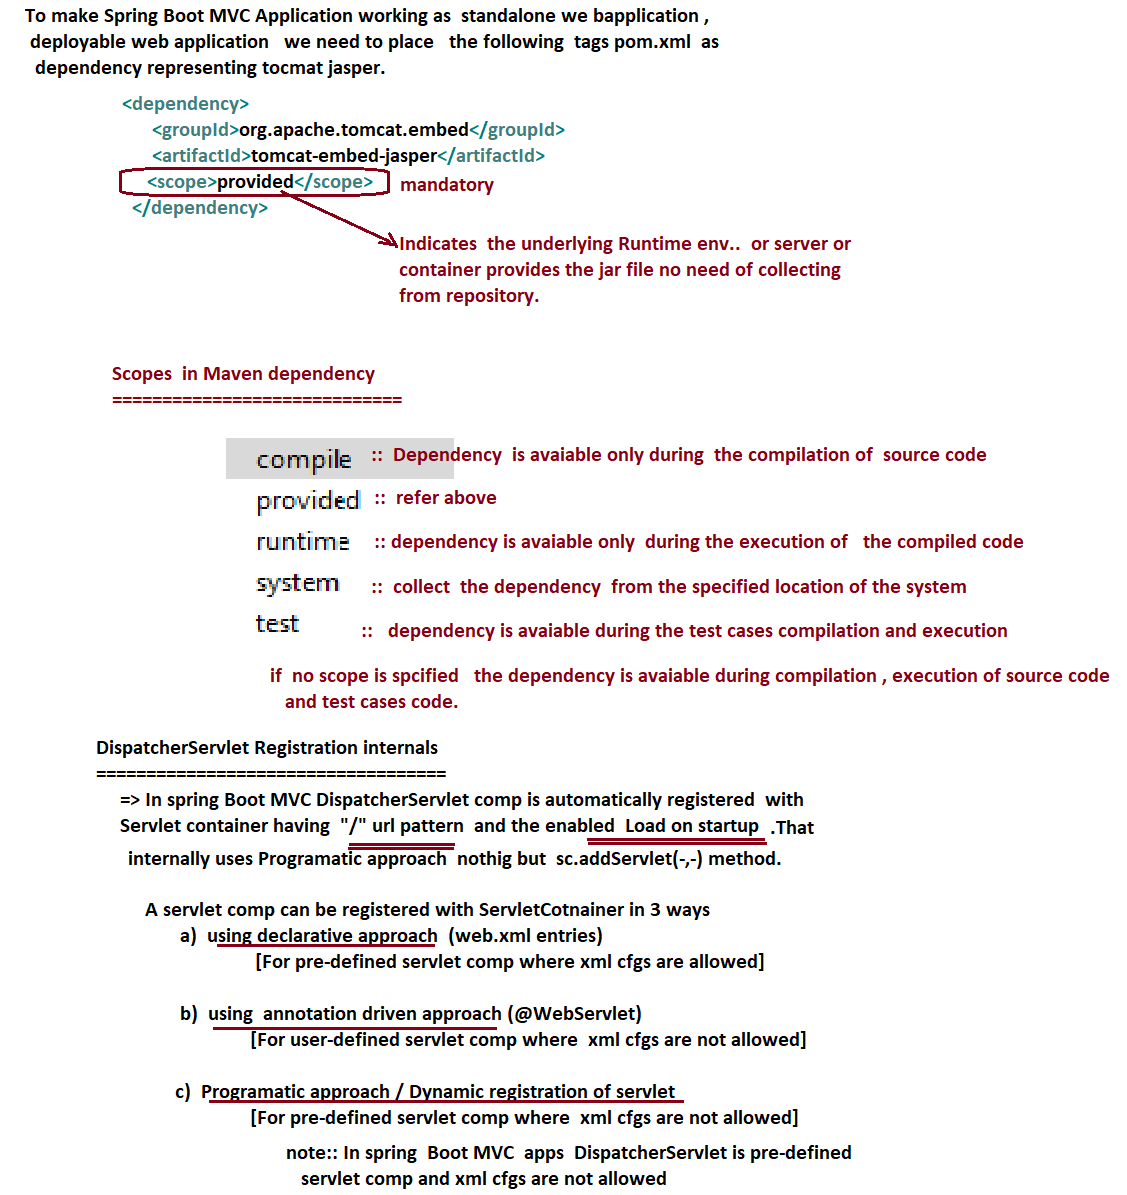 To make Spring Boot MVC Application working as standalone we bapplication ,
deployable web application we need to place the following tags pom.xml as
dependency representing tocmat jasper.
<dependency>
<groupId>org.apache.tomcat.embed</groupId>
<artifactId>tomcat-embed-jasper</artifactId>
<scope>provided</scope> mandatory
</dependency>
Indicates the underlying Runtime env.. or server or
container provides the jar file no need of collecting
from repository.
Scopes in Maven dependency
=============================
compile :: Dependency is avaiable only during the compilation of source code
provided :: refer above
runtime :: dependency is avaiable only during the execution of the compiled code
system :: collect the dependency from the specified location of the system
test :: dependency is avaiable during the test cases compilation and execution
if no scope is spcified the dependency is avaiable during compilation , execution of source code
and test cases code.
DispatcherServlet Registration internals
===================================
=> In spring Boot MVC DispatcherServlet comp is automatically registered with
Servlet container having "/" url pattern and the enabled Load on startup .That
internally uses Programatic approach nothig but sc.addServlet(-,-) method.
A servlet comp can be registered with ServletCotnainer in 3 ways
a) using declarative approach (web.xml entries)
[For pre-defined servlet comp where xml cfgs are allowed]
b) using annotation driven approach (@WebServlet)
[For user-defined servlet comp where xml cfgs are not allowed]
c) Programatic approach / Dynamic registration of servlet
[For pre-defined servlet comp where xml cfgs are not allowed]
note:: In spring Boot MVC apps DispatcherServlet is pre-defined
servlet comp and xml cfgs are not allowed